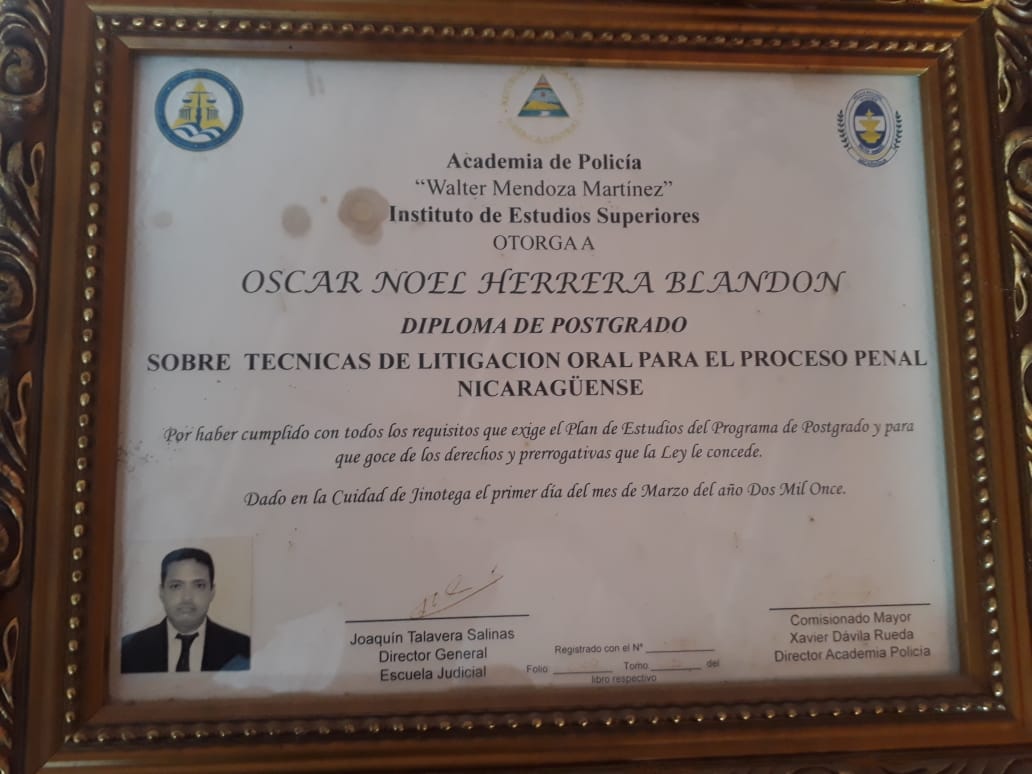 Academia de Policía
“Walter Mendoza Martínez”
Instituto de Estudios Superiores
OTORGA A
OSCAR NOEL HERRERA BLANDON
DIPLOMA DE POSTGRADO
SOBRE TECNICAS DE LITIGACION ORAL PARA EL PROCESO PENAL
NICARAGÜENSE
Por haber cumplido con todos los requisitos que exige el Plan de Estudios del Programa de Postgrado y para
que goce de los derechos y prerrogativas que la Ley le concede.
Dado en la Cuidad de Jinotega el primer día del mes de Marzo del año Dos Mil Once.
Joaquín Talavera Salinas
Director General
Escuela Judicial
Registrado con el Nº
Folio Tomo del
libro respectivo
Comisionado Mayor
Xavier Dávila Rueda
Director Academia Policia